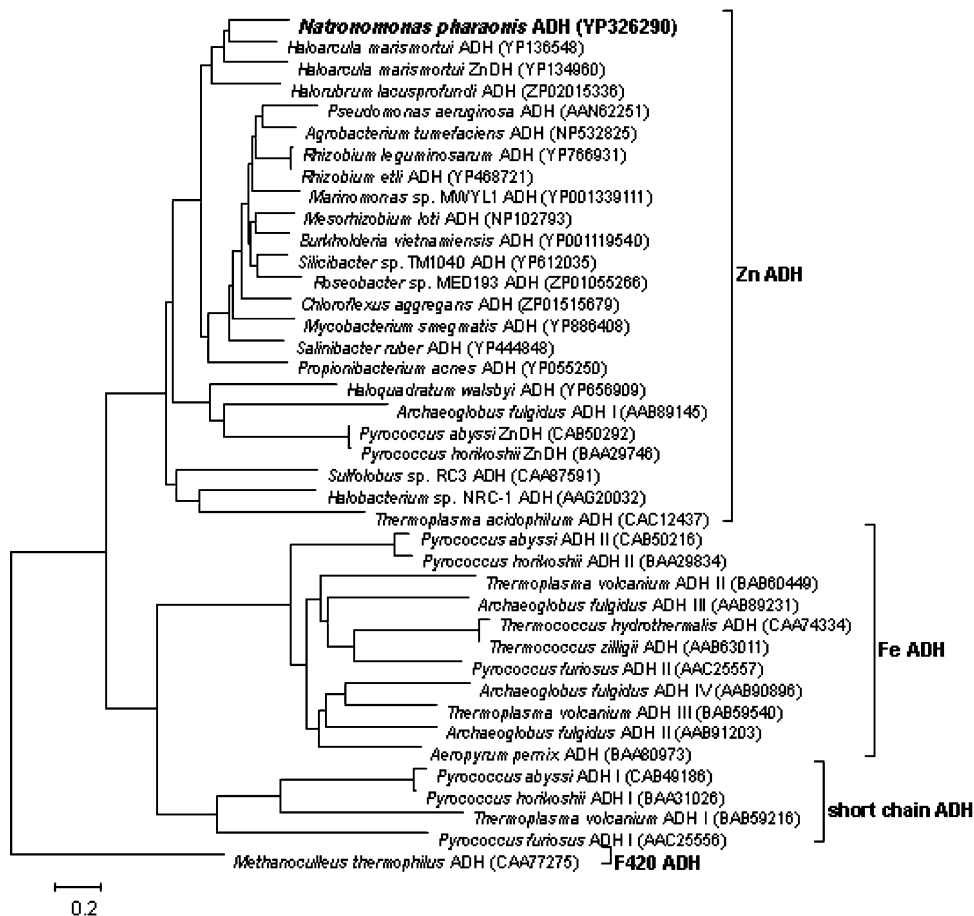 Natronomonas pharaonis ADH (YP326290)
Haloarcula marismortui ADH (YP136548)
Haloarcula marismortui ZnDH (YP134960)
Halorubrum lacusprofundi ADH (ZP02015336)
Pseudomonas aeruginosa ADH (AAN62251)
Agrobacterium tumefaciens ADH (NP532825)
Rhizobium leguminosarum ADH (YP766931)
Rhizobium etli ADH (YP468721)
Marinomonas sp. MWYL1 ADH (YP001339111)
Mesorhizobium loti ADH (NP102793)
Burkholderia vietnamiensis ADH (YP001119540)
Silicibacter sp. TM1040 ADH (YP612035)
Zn ADH
Roseobacter sp. MED193 ADH (ZP01055266)
Chloroflexus aggregans ADH (ZP01515679)
Mycobacterium smegmatis ADH (YP886408)
Salinibacter ruber ADH (YP444848)
Propionibacterium acnes ADH (YP055250)
Haloquadratum walsbyi ADH (YP656909)
Archaeoglobus fulgidus ADH I (AAB89145)
Pyrococcus abyssi ZnDH (CAB50292)
Pyrococcus horikoshii ZnDH (BAA29746)
Sulfolobus sp. RC3 ADH (CAA87591)
Halobacterium sp. NRC-1 ADH (AAG20032)
Thermoplasma acidophilum ADH (CAC12437)
Pyrococcus abyssi ADH II (CAB50216)
Pyrococcus horikoshii ADH II (BAA29834)
Thermoplasma volcanium ADH II (BAB60449)
Archaeoglobus fulgidus ADH III (AAB89231)
Thermococcus hydrothermalis ADH (CAA74334)
Thermococcus zilligii ADH (AAB63011)
Fe ADH
Pyrococcus furiosus ADH II (AAC25557)
Archaeoglobus fulgidus ADH IV (AAB90896)
Thermoplasma volcanium ADH III (BAB59540)
Archaeoglobus fulgidus ADH II (AAB91203)
Aeropyrum pernix ADH (BAA80973)
Pyrococcus abyssi ADH I (CAB49186)
Pyrococcus horikoshii ADH I (BAA31026)
short chain ADH
Thermoplasma volcanium ADH I (BAB59216)
Pyrococcus furiosus ADH I (AAC25556)
Methanoculleus thermophilus ADH (CAA77275)
F420 ADH
0.2